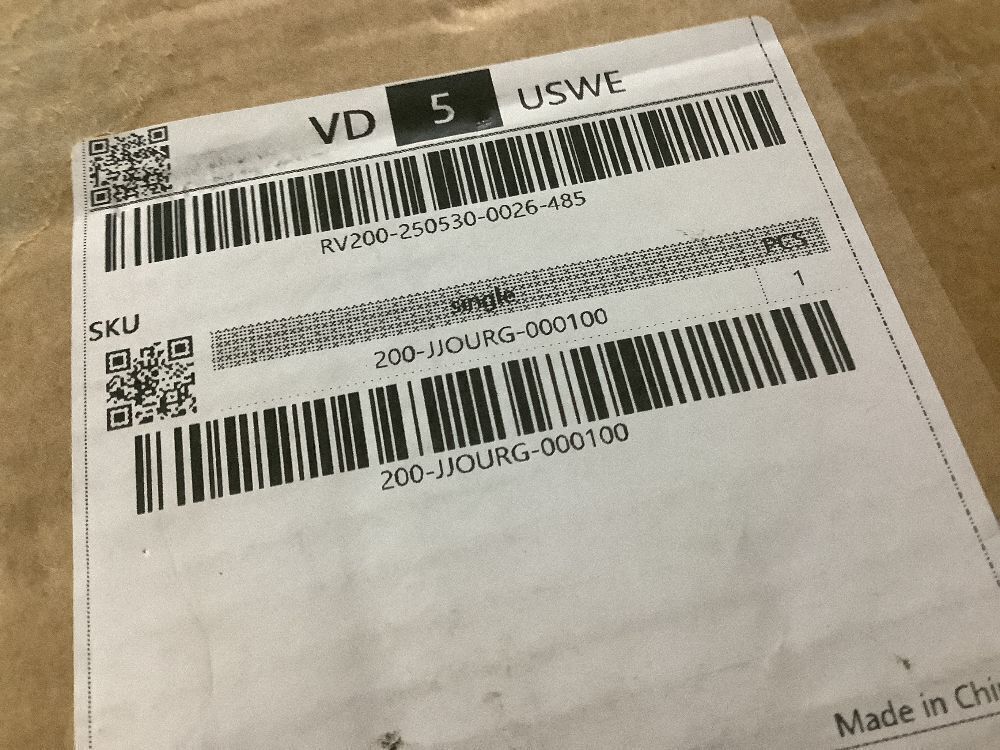 VD 5 USWE
RV200-250530-0026-485
SKU
single PCS
200-JJOURG-000100 1
200-JJOURG-000100
Made in Chi